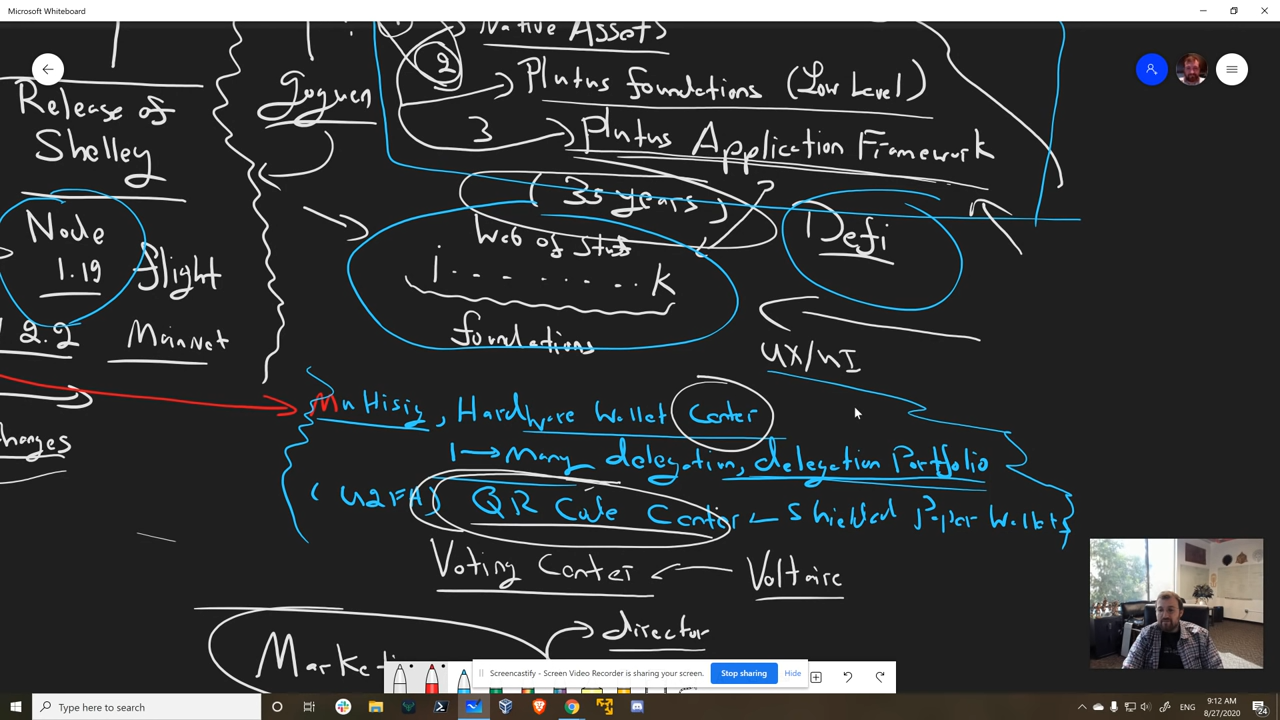 Microsoft Whiteboard
Native Assets
2
Plutus foundations (Low Level)
Goguen
Release of
Shelley
3
Plutus Application Framework
(35 years)
Node
1.19
flight
Web of Stuff
i . . . . . . . . . k
Defi
foundations
2.2
MainNet
UX/UI
Multisig, Hardware Wallet Center
1 → Many delegation, delegation Portfolio
changes
(U2FA) QR Code Center ← Shielded Paper Wallets
Voting Center ← Voltaire
director
Screencastify - Screen Video Recorder is sharing your screen.
Stop sharing
Hide
Type here to search
ENG
9:12 AM
8/27/2020
24